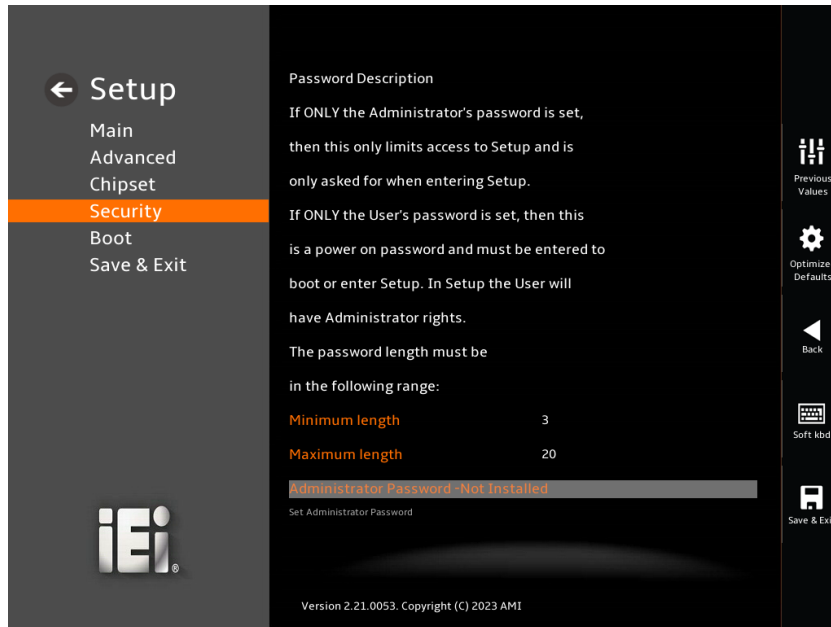 Setup
Main
Advanced
Chipset
Security
Boot
Save & Exit
iEi®
Password Description
If ONLY the Administrator's password is set,
then this only limits access to Setup and is
only asked for when entering Setup.
If ONLY the User's password is set, then this
is a power on password and must be entered to
boot or enter Setup. In Setup the User will
have Administrator rights.
The password length must be
in the following range:
Minimum length 3
Maximum length 20
Administrator Password -Not Installed
Set Administrator Password
Version 2.21.0053. Copyright (C) 2023 AMI
Previous
Values
Optimize
Defaults
Back
Soft kbd
Save & Exi